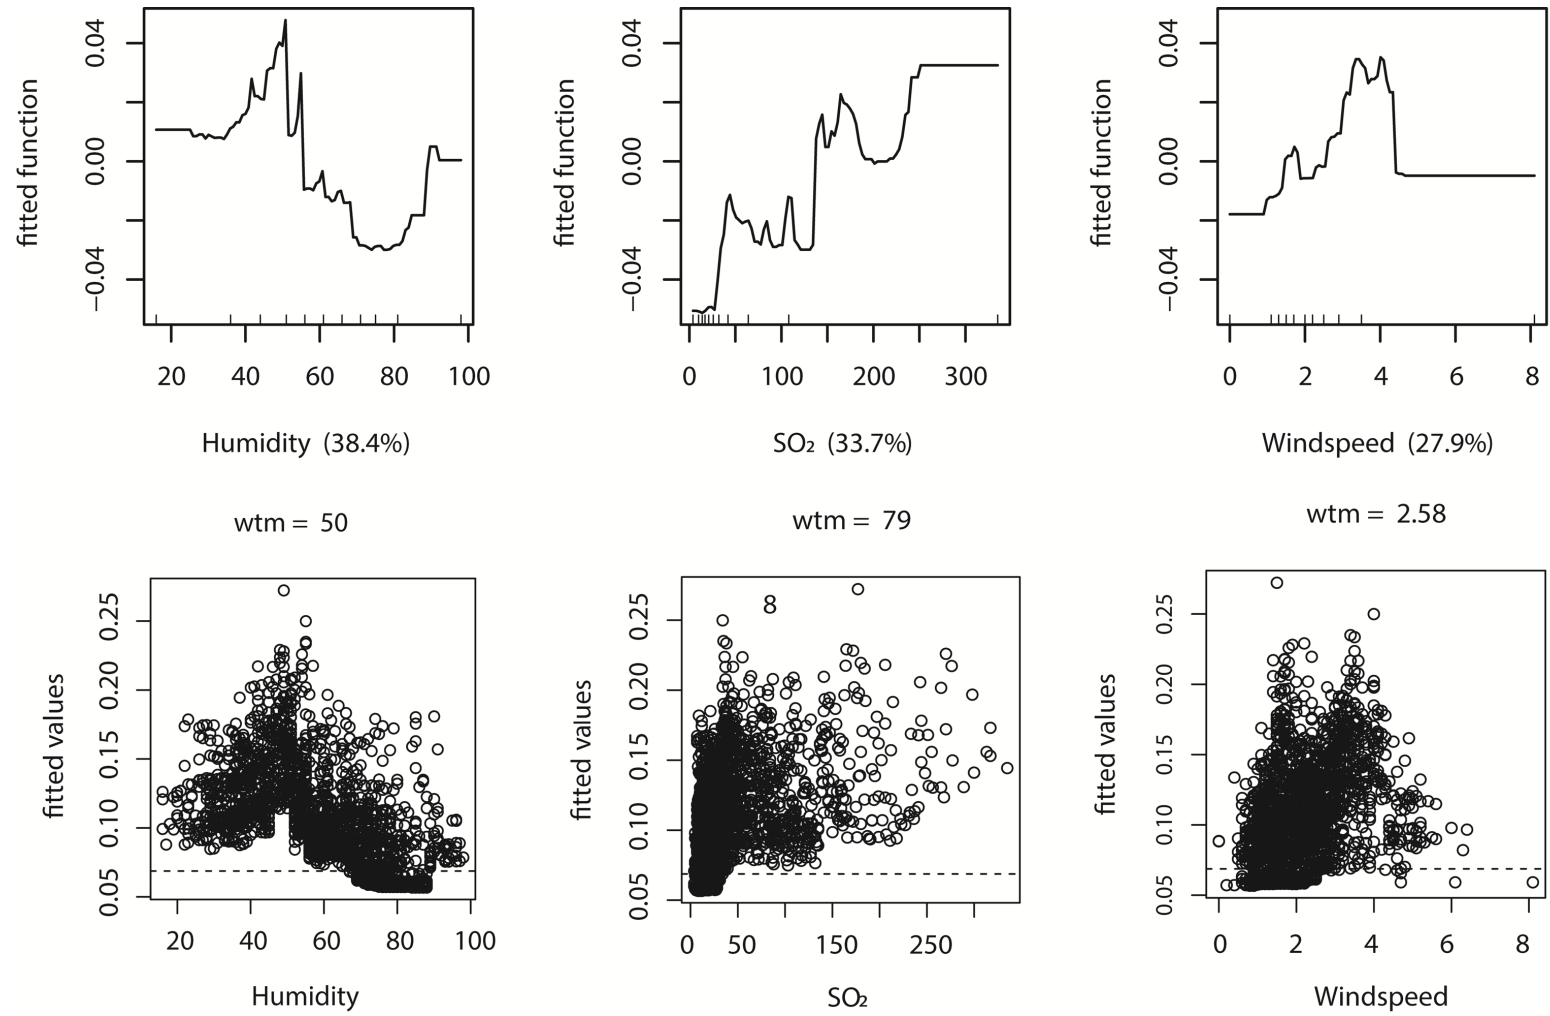 fitted function
0.04
0.00
−0.04
20 40 60 80 100
Humidity (38.4%)
fitted function
0.04
0.00
−0.04
0 100 200 300
SO₂ (33.7%)
fitted function
0.04
0.00
−0.04
0 2 4 6 8
Windspeed (27.9%)
wtm = 50
fitted values
0.25
0.20
0.15
0.10
0.05
20 40 60 80 100
Humidity
wtm = 79
fitted values
0.25
0.20
0.15
0.10
0.05
0 50 150 250
SO₂
wtm = 2.58
fitted values
0.25
0.20
0.15
0.10
0.05
0 2 4 6 8
Windspeed